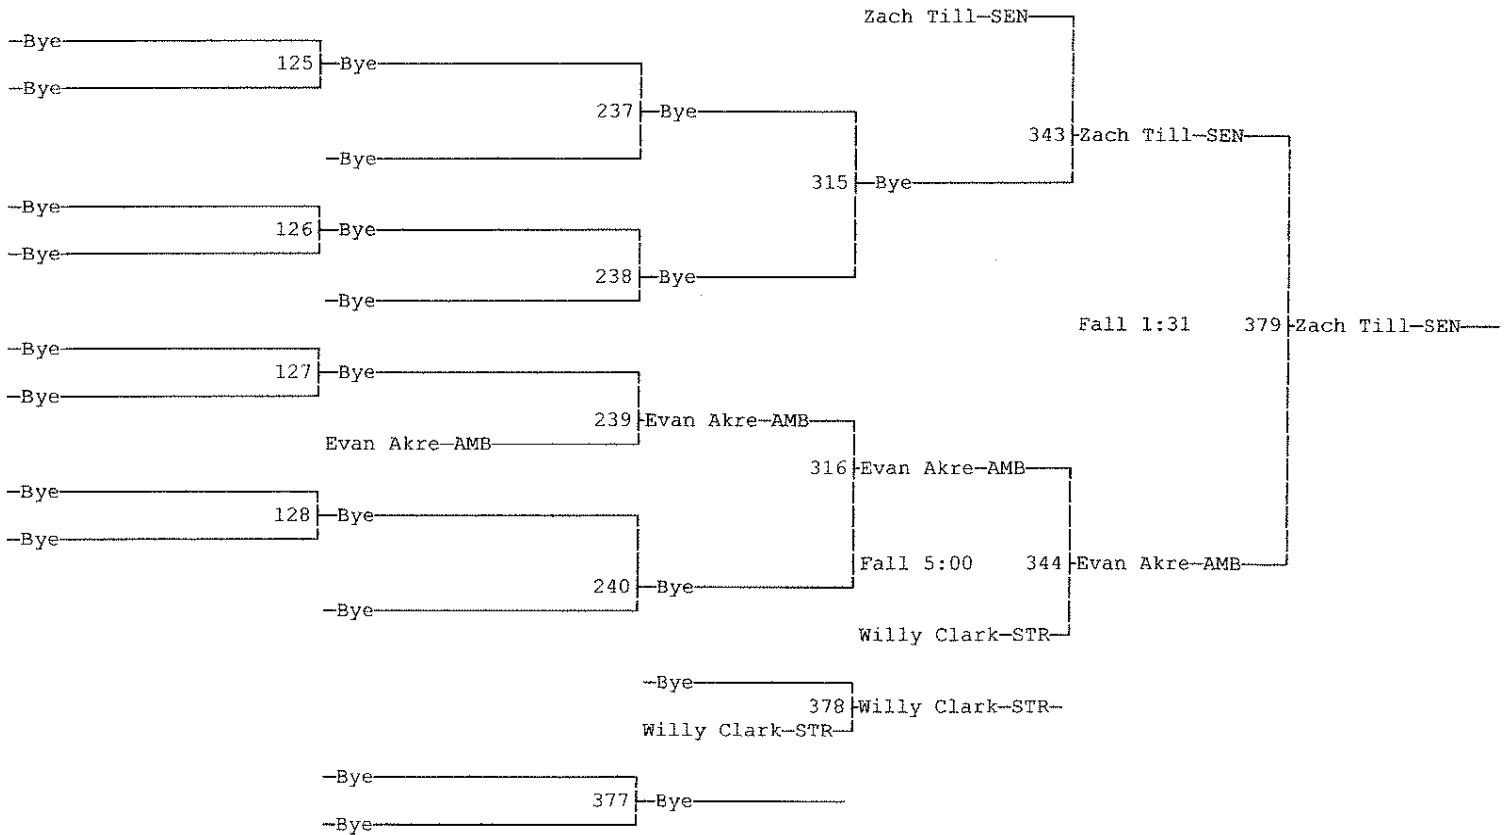 Zach Till-SEN
-Bye
125 -Bye
-Bye
237 -Bye
343 Zach Till-SEN
-Bye
315 -Bye
-Bye
126 -Bye
-Bye
238 -Bye
-Bye
Fall 1:31 379 Zach Till-SEN
-Bye
127 -Bye
-Bye
239 Evan Akre-AMB
Evan Akre-AMB
316 Evan Akre-AMB
-Bye
128 -Bye
-Bye
Fall 5:00 344 Evan Akre-AMB
240 -Bye
-Bye
Willy Clark-STR
-Bye
378 Willy Clark-STR-
Willy Clark-STR
-Bye
377 -Bye
-Bye